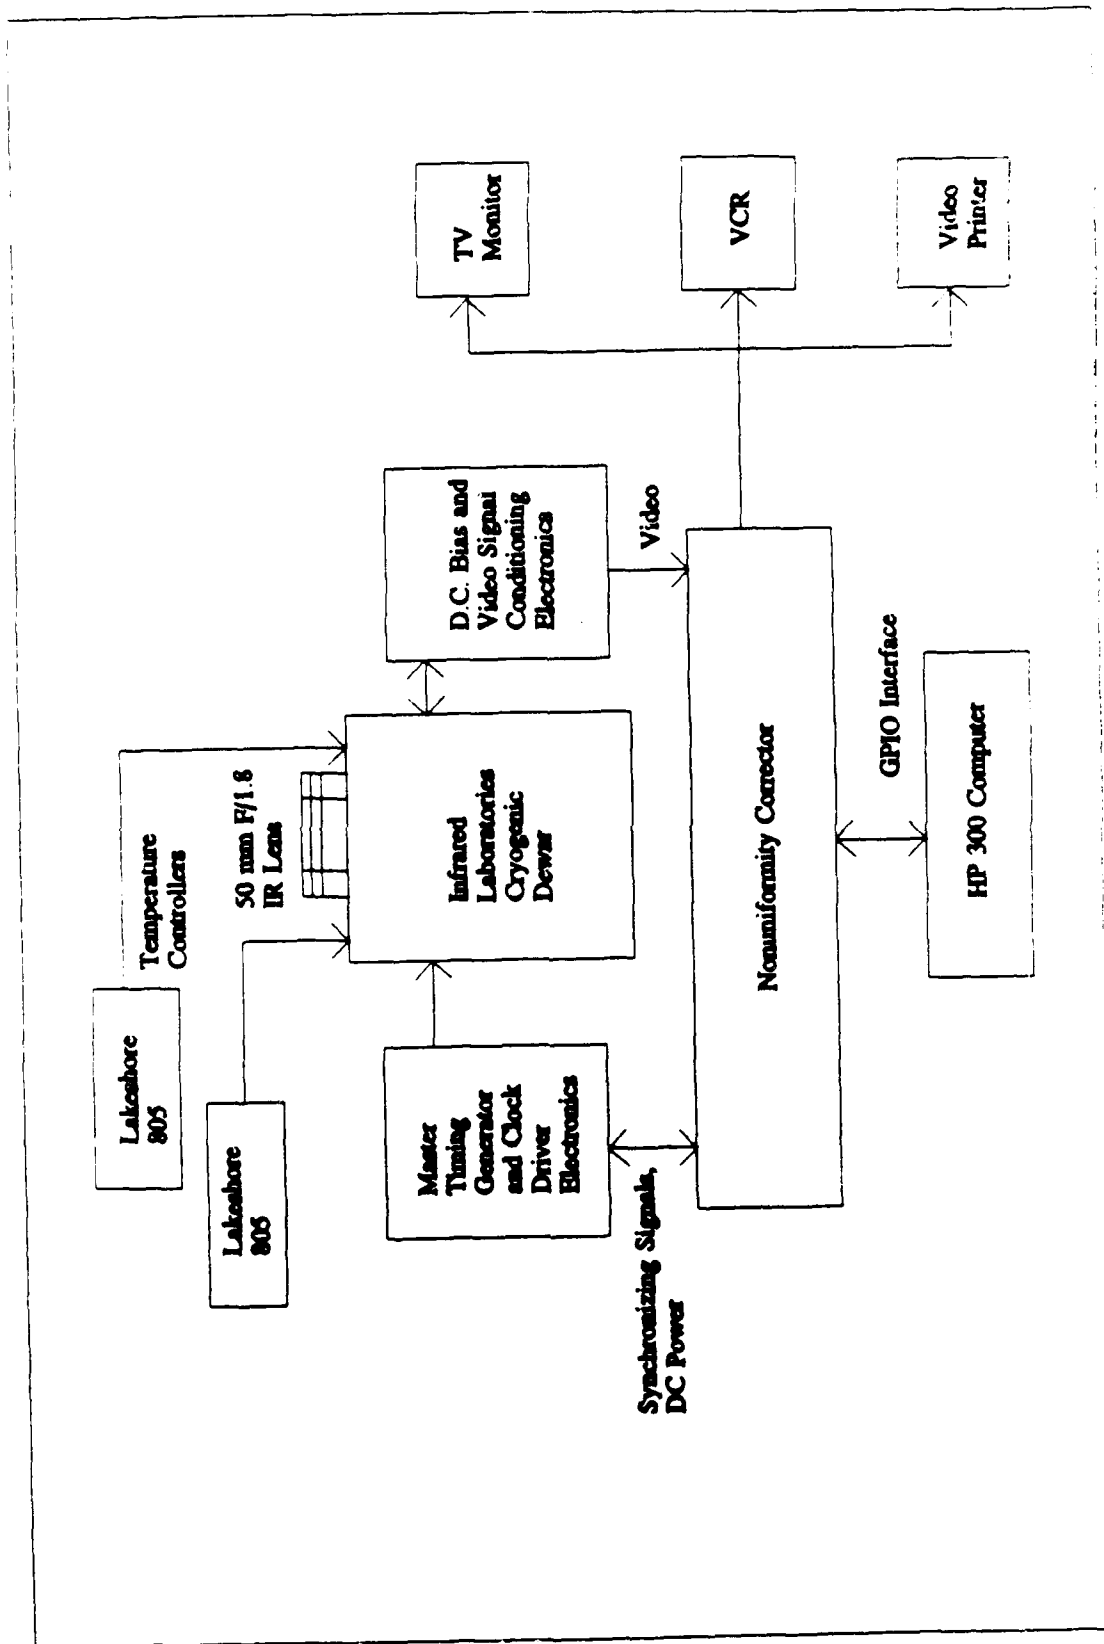 Lakeshore
805
Temperature
Controllers
Lakeshore
805
50 mm F/1.8
IR Lens
Master
Timing
Generator
and Clock
Driver
Electronics
Infrared
Laboratories
Cryogenic
Dewar
D.C. Bias and
Video Signal
Conditioning
Electronics
TV
Monitor
Synchronizing Signals,
DC Power
Video
Nonuniformity Corrector
VCR
GPIO Interface
HP 300 Computer
Video
Printer